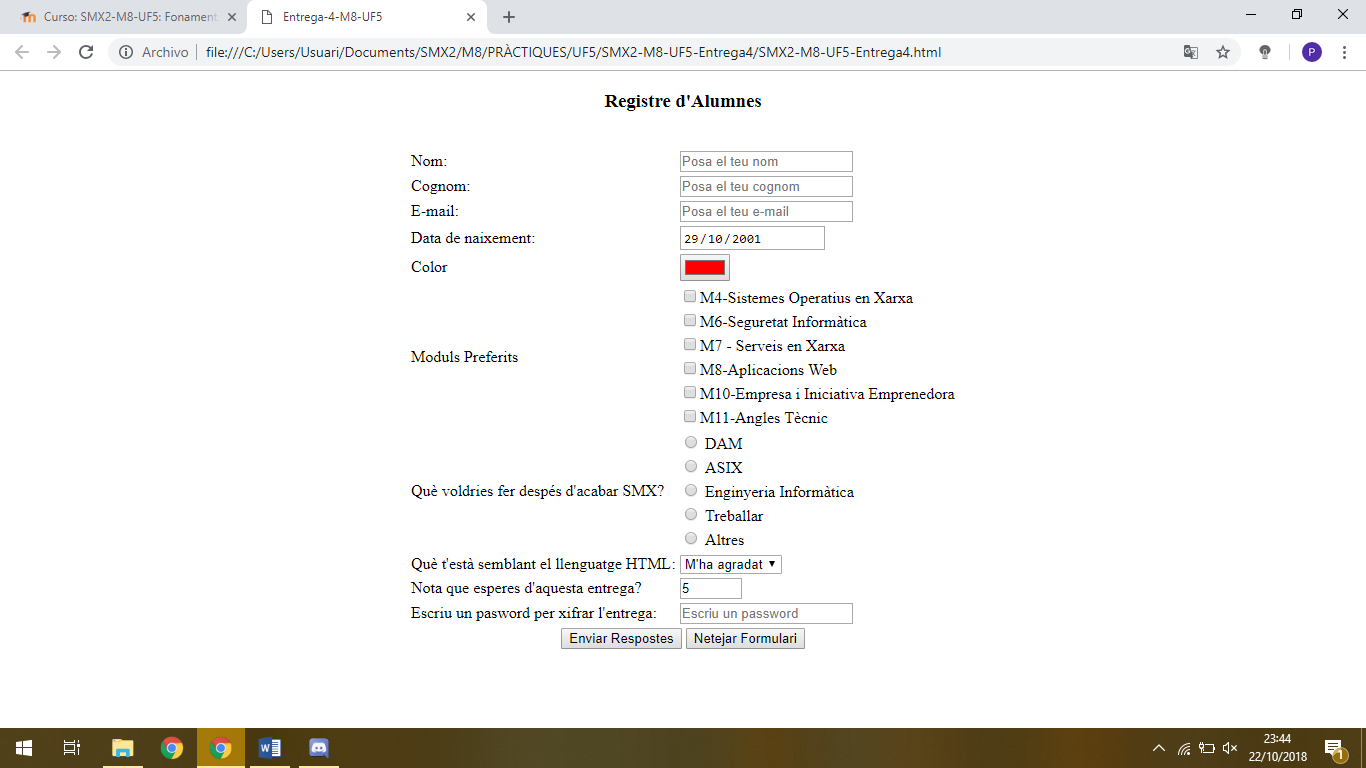 Curso: SMX2-M8-UF5: Fonament
Entrega-4-M8-UF5
Archivo
file:///C:/Users/Usuari/Documents/SMX2/M8/PRÀCTIQUES/UF5/SMX2-M8-UF5-Entrega4/SMX2-M8-UF5-Entrega4.html
P
Registre d'Alumnes
Nom: Posa el teu nom
Cognom: Posa el teu cognom
E-mail: Posa el teu e-mail
Data de naixement: 29/10/2001
Color
Moduls Preferits
M4-Sistemes Operatius en Xarxa
M6-Seguretat Informàtica
M7 - Serveis en Xarxa
M8-Aplicacions Web
M10-Empresa i Iniciativa Emprenedora
M11-Angles Tècnic
Què voldries fer despés d'acabar SMX?
DAM
ASIX
Enginyeria Informàtica
Treballar
Altres
Què t'està semblant el llenguatge HTML: M'ha agradat
Nota que esperes d'aquesta entrega? 5
Escriu un pasword per xifrar l'entrega: Escriu un password
Enviar Respostes Netejar Formulari
23:44
22/10/2018
1